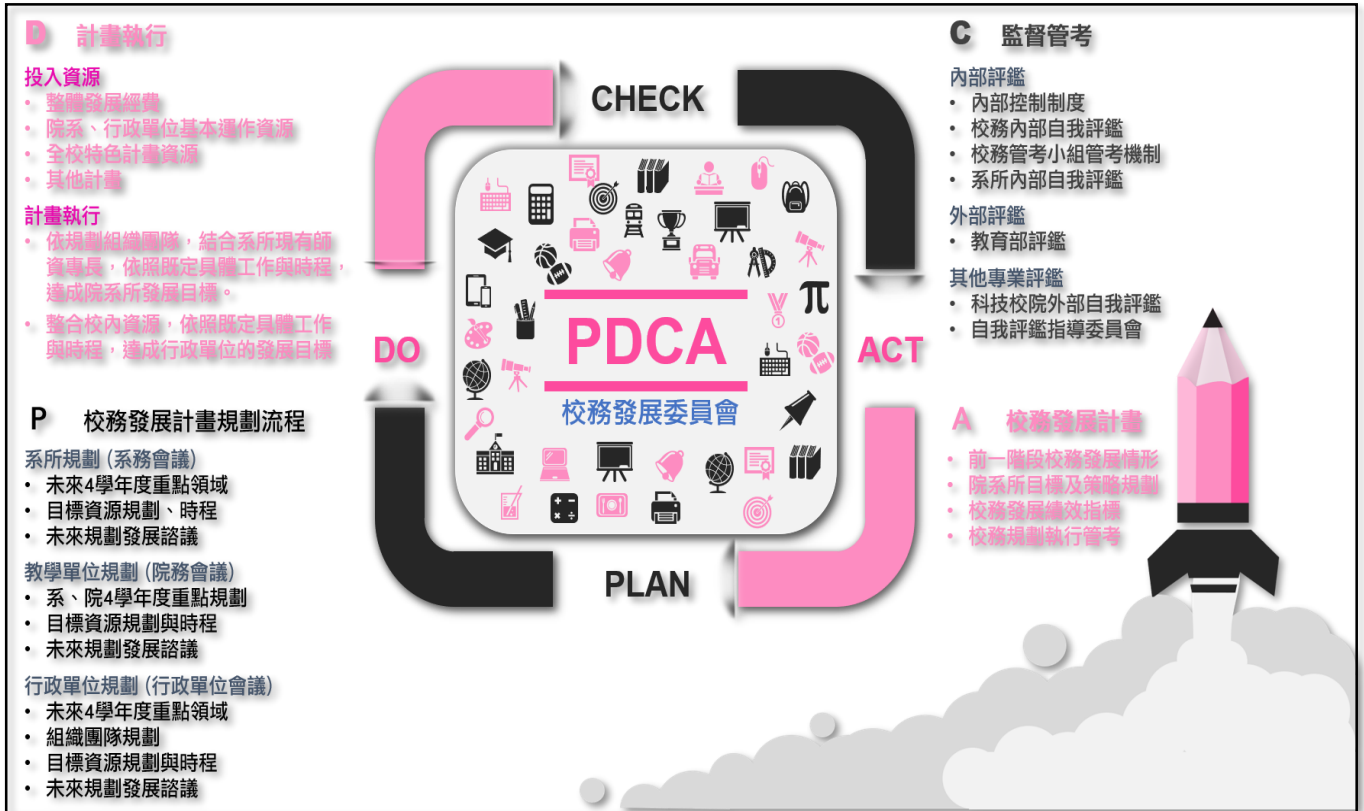 D 計畫執行
投入資源
• 整體發展經費
• 院系、行政單位基本運作資源
• 全校特色計畫資源
• 其他計畫
計畫執行
• 依規劃組織團隊，結合系所現有師
資專長，依照既定具體工作與時程，
達成院系所發展目標。
• 整合校內資源，依照既定具體工作
與時程，達成行政單位的發展目標
P 校務發展計畫規劃流程
系所規劃 (系務會議)
• 未來4學年度重點領域
• 目標資源規劃、時程
• 未來規劃發展諮議
教學單位規劃 (院務會議)
• 系、院4學年度重點規劃
• 目標資源規劃與時程
• 未來規劃發展諮議
行政單位規劃 (行政單位會議)
• 未來4學年度重點領域
• 組織團隊規劃
• 目標資源規劃與時程
• 未來規劃發展諮議
CHECK
DO
PDCA
校務發展委員會
ACT
PLAN
C 監督管考
內部評鑑
• 內部控制制度
• 校務內部自我評鑑
• 校務管考小組管考機制
• 系所內部自我評鑑
外部評鑑
• 教育部評鑑
其他專業評鑑
• 科技校院外部自我評鑑
• 自我評鑑指導委員會
A 校務發展計畫
• 前一階段校務發展情形
• 院系所目標及策略規劃
• 校務發展績效指標
• 校務規劃執行管考